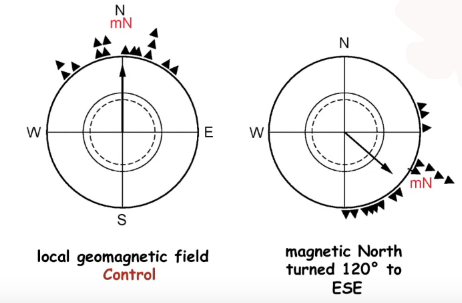 N
mN
W
E
S
local geomagnetic field
Control
N
W
mN
magnetic North
turned 120° to
ESE